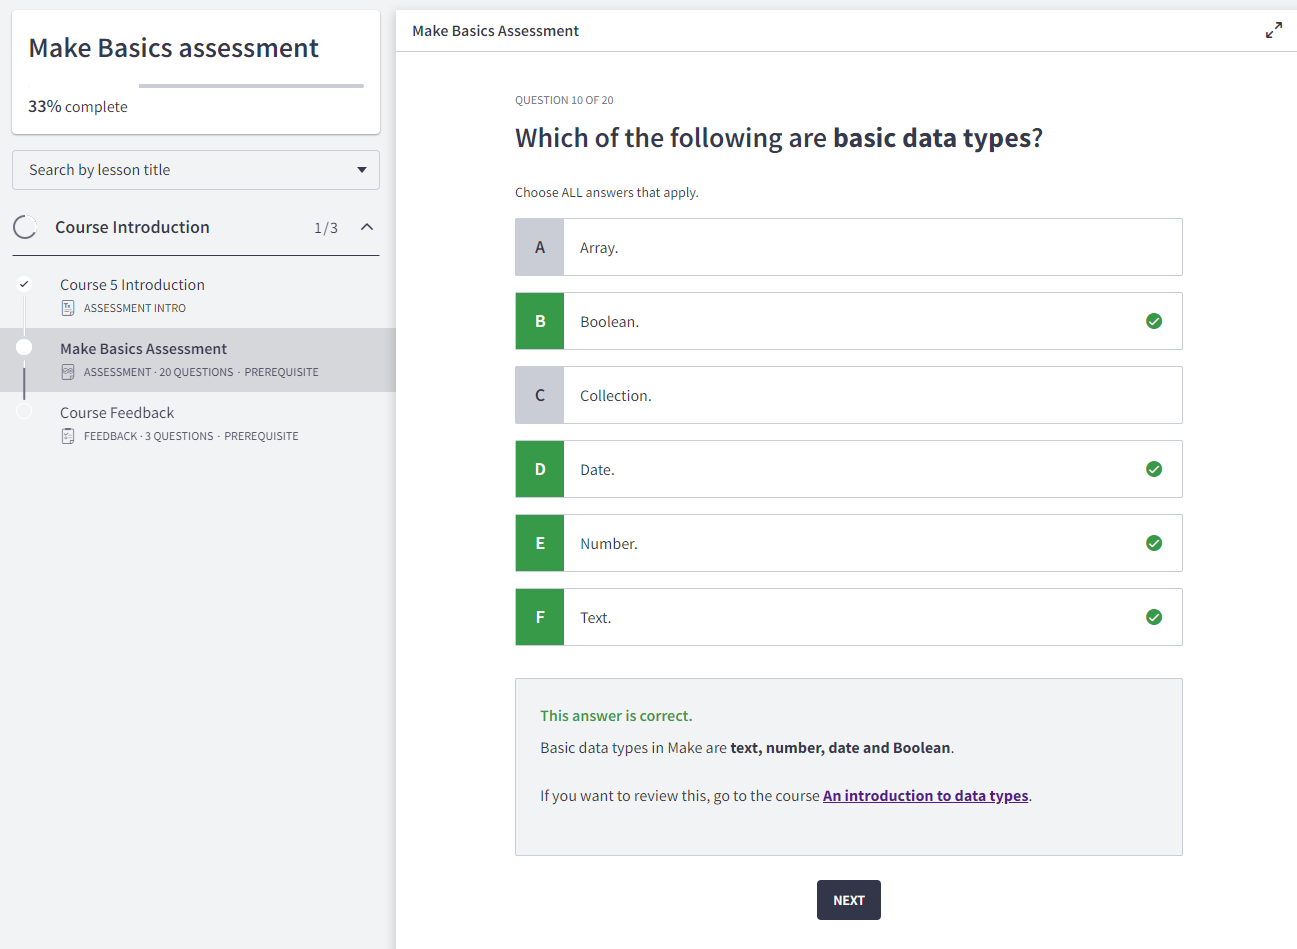 Make Basics assessment
33% complete
Search by lesson title
Course Introduction 1/3
Course 5 Introduction
ASSESSMENT INTRO
Make Basics Assessment
ASSESSMENT · 20 QUESTIONS · PREREQUISITE
Course Feedback
FEEDBACK · 3 QUESTIONS · PREREQUISITE
Make Basics Assessment
QUESTION 10 OF 20
Which of the following are basic data types?
Choose ALL answers that apply.
A Array.
B Boolean.
C Collection.
D Date.
E Number.
F Text.
This answer is correct.
Basic data types in Make are text, number, date and Boolean.
If you want to review this, go to the course An introduction to data types.
NEXT